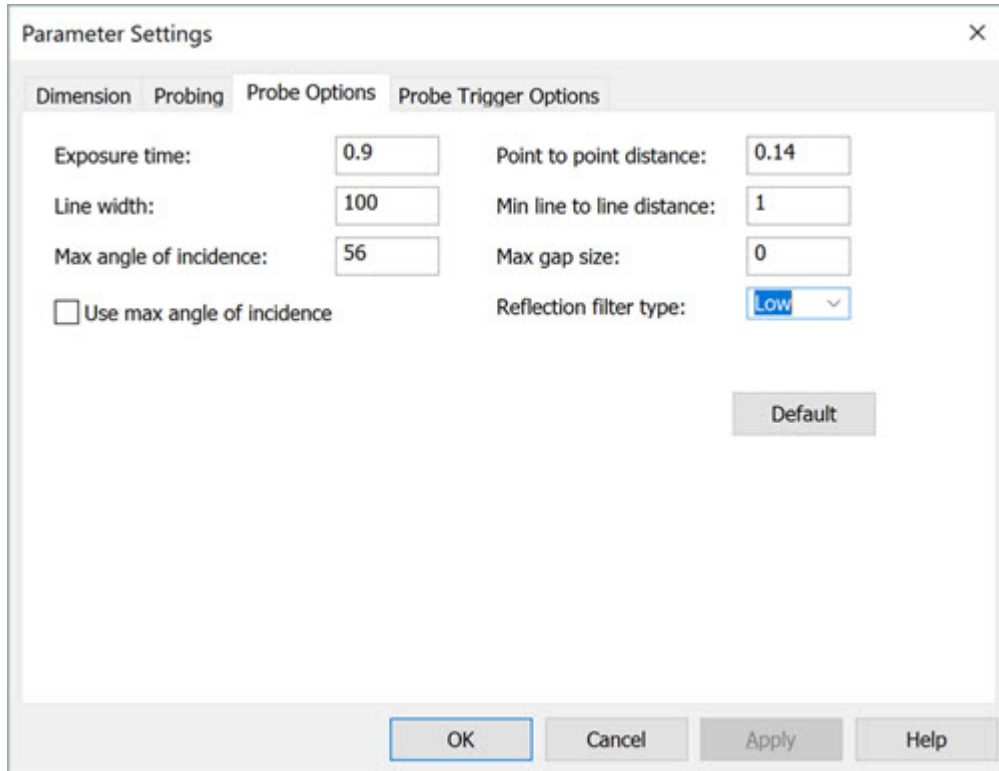 Parameter Settings
Dimension Probing Probe Options Probe Trigger Options
Exposure time: 0.9 Point to point distance: 0.14
Line width: 100 Min line to line distance: 1
Max angle of incidence: 56 Max gap size: 0
Use max angle of incidence Reflection filter type: Low
Default
OK Cancel Apply Help